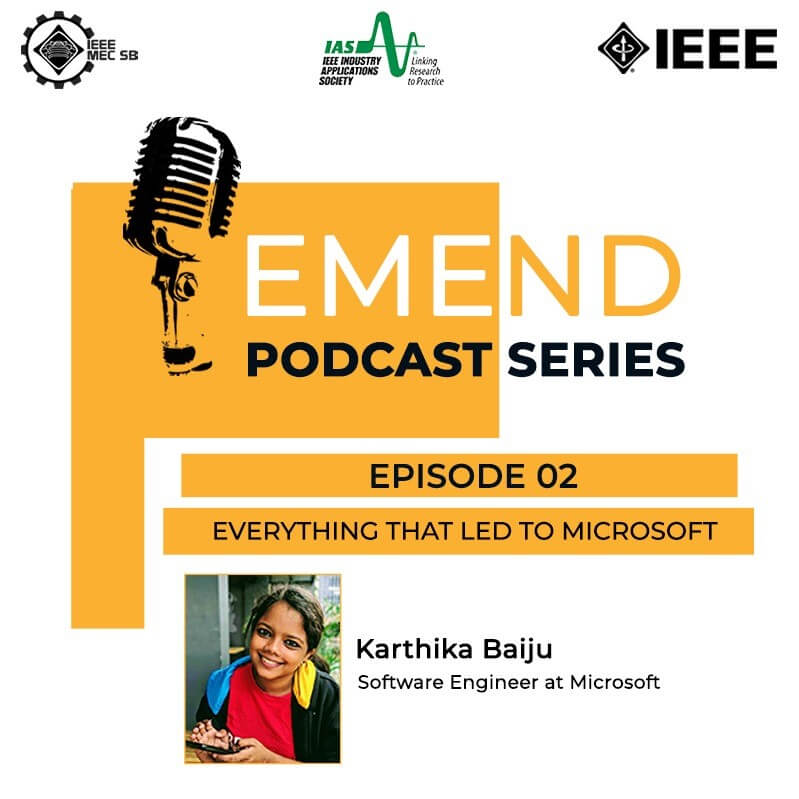 IEEE
MEC SB
IAS
IEEE INDUSTRY
APPLICATIONS
SOCIETY
Linking
Research
to Practice
IEEE
EMEND
PODCAST SERIES
EPISODE 02
EVERYTHING THAT LED TO MICROSOFT
Karthika Baiju
Software Engineer at Microsoft